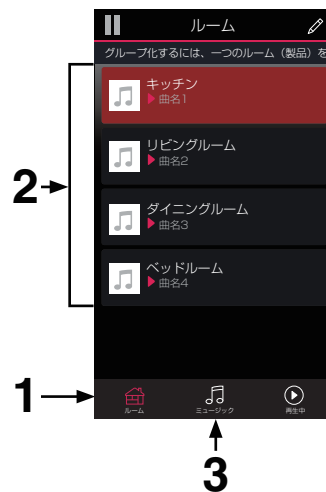 ルーム
グループ化するには、一つのルーム（製品）を
キッチン
曲名1
リビングルーム
曲名2
ダイニングルーム
曲名3
ベッドルーム
曲名4
2
1
ルーム
ミュージック
再生中
3